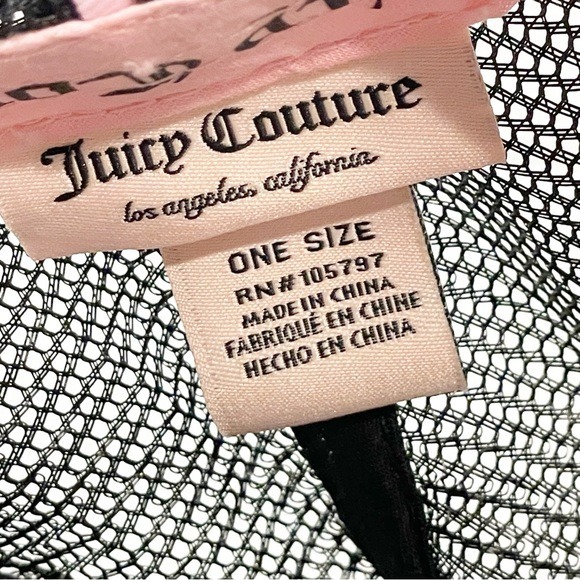 Juicy Couture
los angeles, california
ONE SIZE
RN#105797
MADE IN CHINA
FABRIQUÉ EN CHINE
HECHO EN CHINA